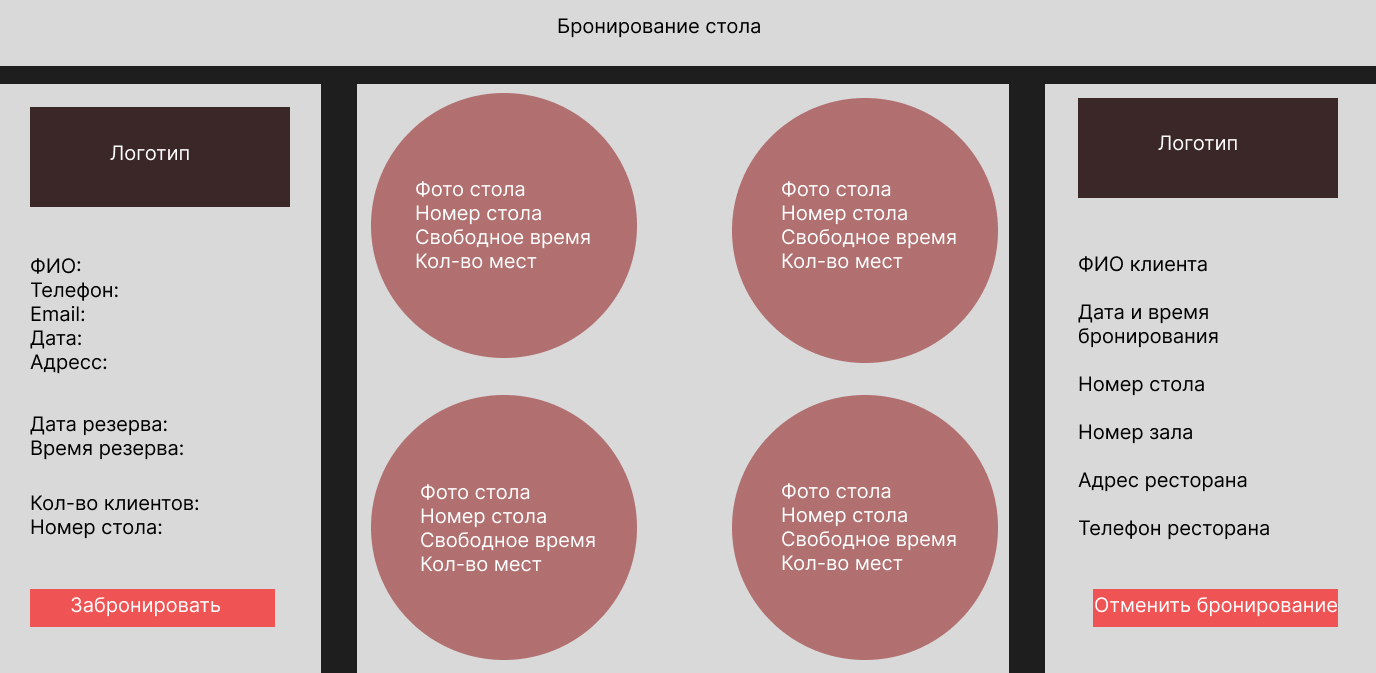 Бронирование стола
Логотип
ФИО:
Телефон:
Email:
Дата:
Адресс:
Дата резерва:
Время резерва:
Кол-во клиентов:
Номер стола:
Забронировать
Фото стола
Номер стола
Свободное время
Кол-во мест
Фото стола
Номер стола
Свободное время
Кол-во мест
Фото стола
Номер стола
Свободное время
Кол-во мест
Фото стола
Номер стола
Свободное время
Кол-во мест
Логотип
ФИО клиента
Дата и время
бронирования
Номер стола
Номер зала
Адрес ресторана
Телефон ресторана
Отменить бронирование